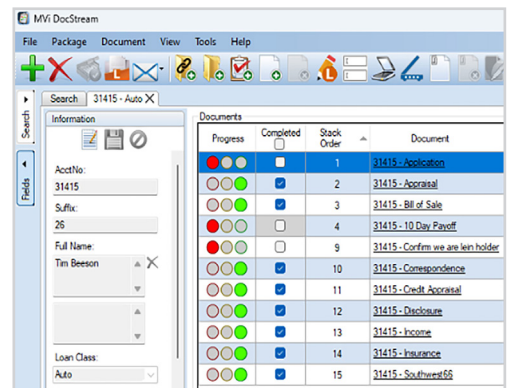 MVi DocStream
File Package Document View Tools Help
Search 31415 - Auto X
Search
Fields
Information
AcctNo:
31415
Suffix:
26
Full Name:
Tim Beeson
Loan Class:
Auto
Documents
Progress Completed Stack Order Document
1 31415 - Application
2 31415 - Appraisal
3 31415 - Bill of Sale
4 31415 - 10 Day Payoff
9 31415 - Confirm we are lein holder
10 31415 - Correspondence
11 31415 - Credit Appraisal
12 31415 - Disclosure
13 31415 - Income
14 31415 - Insurance
15 31415 - Southwest66